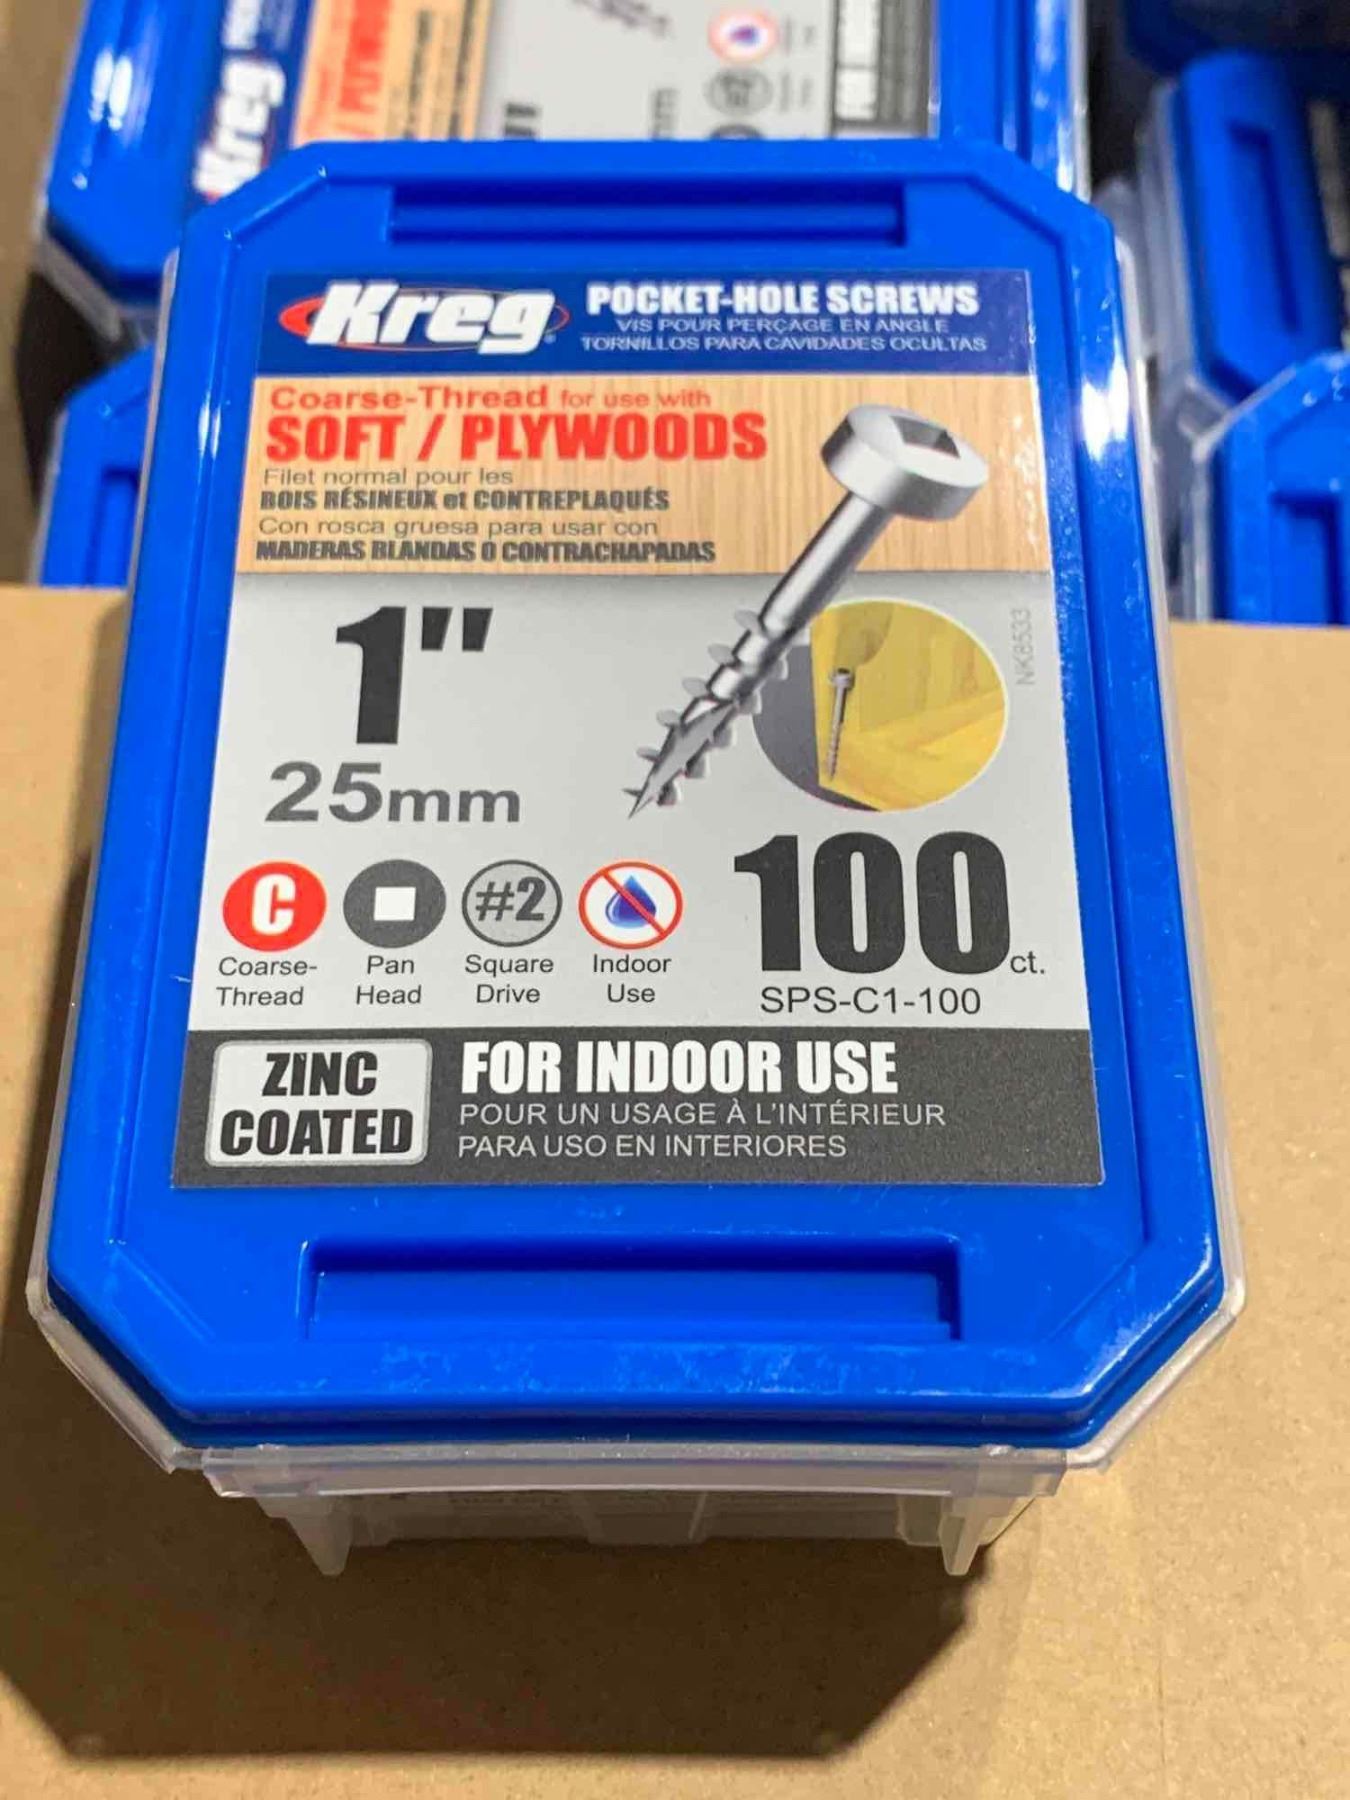 Kreg
PLYWOO
#2
Kreg
POCKET-HOLE SCREWS
VIS POUR PERÇAGE EN ANGLE
TORNILLOS PARA CAVIDADES OCULTAS
Coarse-Thread for use with
SOFT / PLYWOODS
Filet normal pour les
BOIS RÉSINEUX et CONTREPLAQUÉS
Con rosca gruesa para usar con
MADERAS BLANDAS O CONTRACHAPADAS
1"
25mm
NK8533
C
#2
Coarse-Thread
Pan Head
Square Drive
Indoor Use
100 ct.
SPS-C1-100
ZINC COATED
FOR INDOOR USE
POUR UN USAGE À L'INTÉRIEUR
PARA USO EN INTERIORES